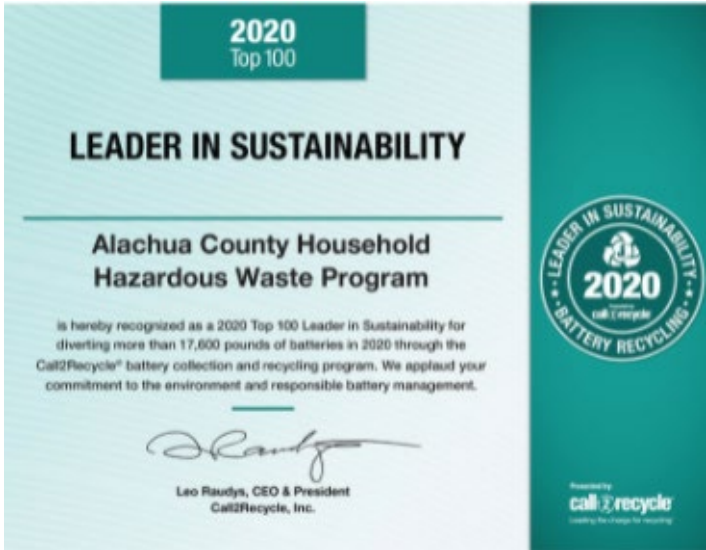 2020
Top 100
LEADER IN SUSTAINABILITY
Alachua County Household
Hazardous Waste Program
is hereby recognized as a 2020 Top 100 Leader in Sustainability for
diverting more than 17,600 pounds of batteries in 2020 through the
Call2Recycle® battery collection and recycling program. We applaud your
commitment to the environment and responsible battery management.
Leo Raudys, CEO & President
Call2Recycle, Inc.
LEADER IN SUSTAINABILITY
2020
call2recycle
BATTERY RECYCLING
Presented by
call2recycle
Leading the charge for recycling